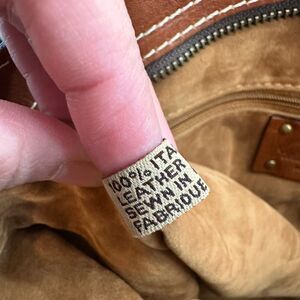 100% ITA
LEATHER
SEWN IN
FABRIQUE